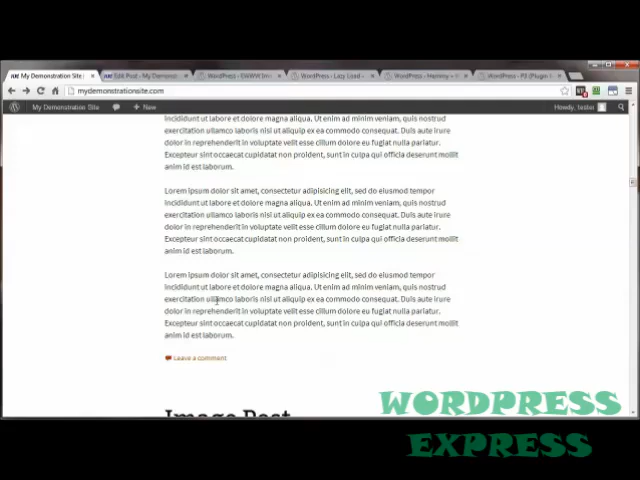 My Demonstration Site
Edit Post - My Demonstratio
WordPress › EWWW Im
WordPress › Lazy Load «
WordPress ›
WordPress › P3 (Plugin
mydemonstrationsite.com
My Demonstration Site
New
Howdy,
incididunt ut labore et dolore magna aliqua. Ut enim ad minim veniam, quis nostrud
exercitation ullamco laboris nisi ut aliquip ex ea commodo consequat. Duis aute irure
dolor in reprehenderit in voluptate velit esse cillum dolore eu fugiat nulla pariatur.
Excepteur sint occaecat cupidatat non proident, sunt in culpa qui officia deserunt mollit
anim id est laborum.
Lorem ipsum dolor sit amet, consectetur adipisicing elit, sed do eiusmod tempor
incididunt ut labore et dolore magna aliqua. Ut enim ad minim veniam, quis nostrud
exercitation ullamco laboris nisi ut aliquip ex ea commodo consequat. Duis aute irure
dolor in reprehenderit in voluptate velit esse cillum dolore eu fugiat nulla pariatur.
Excepteur sint occaecat cupidatat non proident, sunt in culpa qui officia deserunt mollit
anim id est laborum.
Lorem ipsum dolor sit amet, consectetur adipisicing elit, sed do eiusmod tempor
incididunt ut labore et dolore magna aliqua. Ut enim ad minim veniam, quis nostrud
exercitation ullamco laboris nisi ut aliquip ex ea commodo consequat. Duis aute irure
dolor in reprehenderit in voluptate velit esse cillum dolore eu fugiat nulla pariatur.
Excepteur sint occaecat cupidatat non proident, sunt in culpa qui officia deserunt mollit
anim id est laborum.
Leave a comment
Image Post
WORDPRESS
EXPRESS